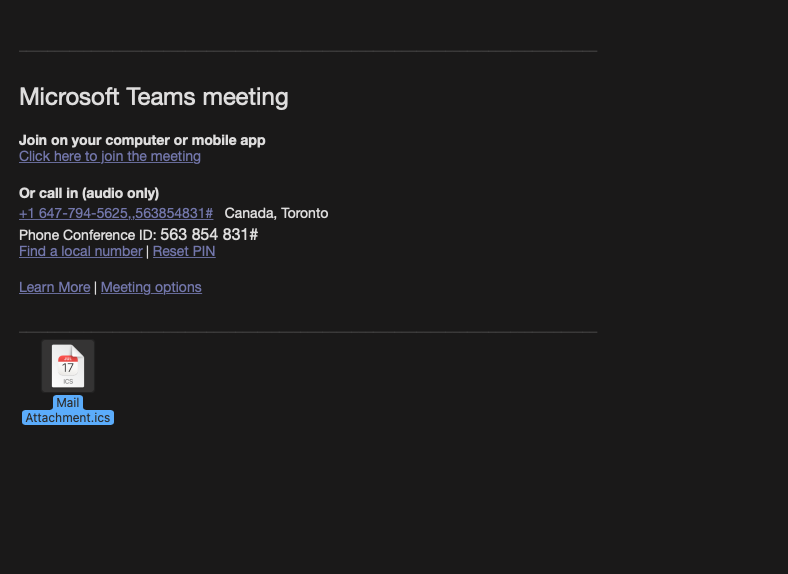 Microsoft Teams meeting
Join on your computer or mobile app
Click here to join the meeting
Or call in (audio only)
+1 647-794-5625,,563854831# Canada, Toronto
Phone Conference ID: 563 854 831#
Find a local number | Reset PIN
Learn More | Meeting options
17
ICS
Mail
Attachment.ics